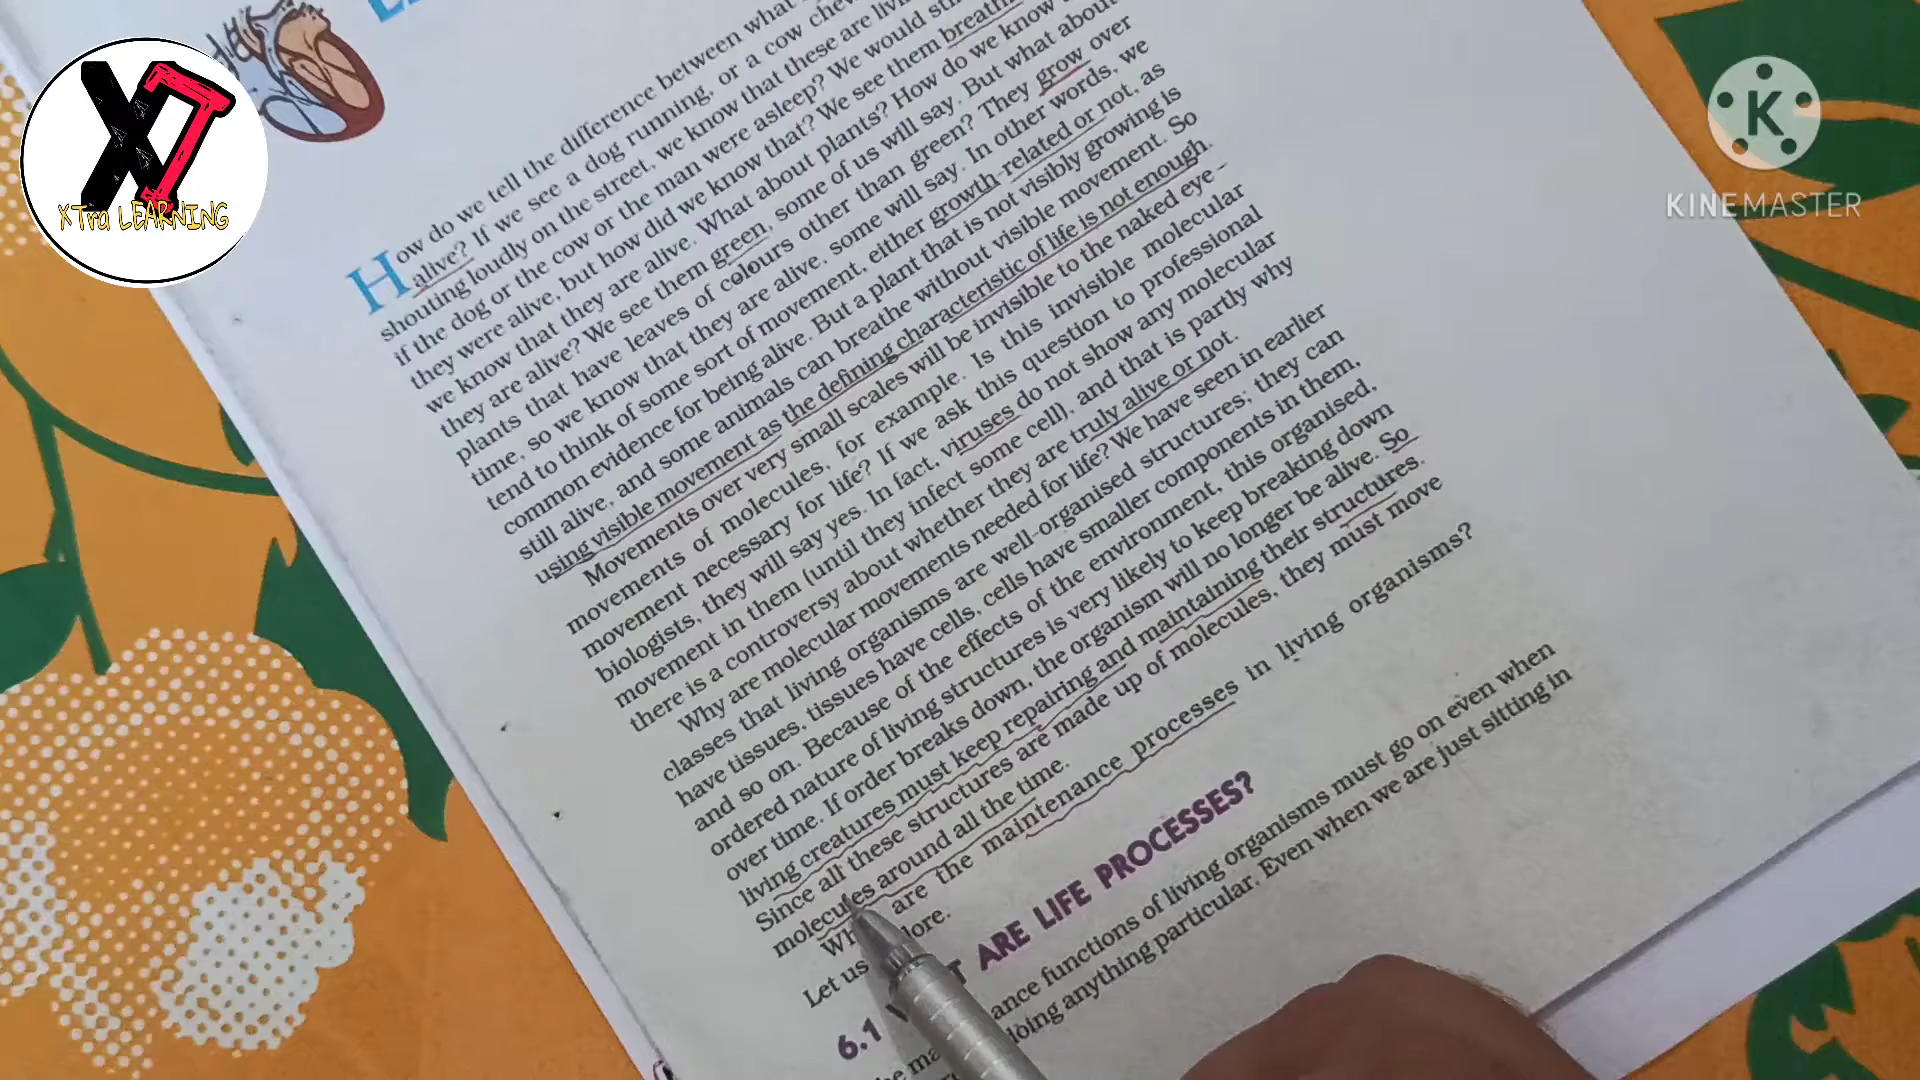 XT
XTra LEARNING
K
KINEMASTER
How do we tell the difference between what
alive? If we see a dog running, or a cow
shouting loudly on the street, we know that these are
if the dog or the cow or the man were asleep? We would
they were alive, but how did we know that? We see them
we know that they are alive. What about plants? How do we know
they are alive? We see them green, some of us will say. But what about
plants that have leaves of colours other than green? They grow over
time, so we know that they are alive, some will say. In other words, we
tend to think of some sort of movement, either growth-related or not, as
common evidence for being alive. But a plant that is not visibly growing is
still alive, and some animals can breathe without visible movement. So
using visible movement as the defining characteristic of life is not enough.
Movements over very small scales will be invisible to the naked eye –
movements of molecules, for example. Is this invisible molecular
movement necessary for life? If we ask this question to professional
biologists, they will say yes. In fact, viruses do not show any molecular
movement in them (until they infect some cell), and that is partly why
there is a controversy about whether they are truly alive or not.
Why are molecular movements needed for life? We have seen in earlier
classes that living organisms are well-organised structures; they can
have tissues, tissues have cells, cells have smaller components in them,
and so on. Because of the effects of the environment, this organised,
ordered nature of living structures is very likely to keep breaking down
over time. If order breaks down, the organism will no longer be alive. So
living creatures must keep repairing and maintaining their structures.
Since all these structures are made up of molecules, they must move
molecules around all the time.
are the maintenance processes in living organisms?
Let us
6.1 ARE LIFE PROCESSES?
functions of living organisms must go on even when
doing anything particular. Even when we are just sitting in